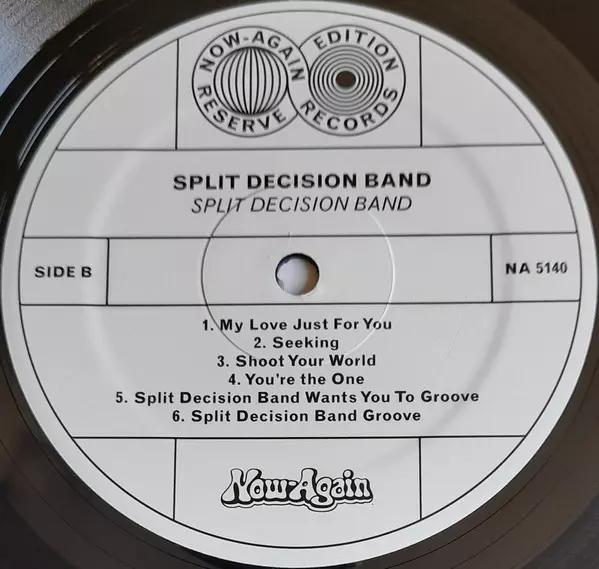 NOW-AGAIN RESERVE
EDITION RECORDS
SPLIT DECISION BAND
SPLIT DECISION BAND
SIDE B
NA 5140
1. My Love Just For You
2. Seeking
3. Shoot Your World
4. You're the One
5. Split Decision Band Wants You To Groove
6. Split Decision Band Groove
Now-Again